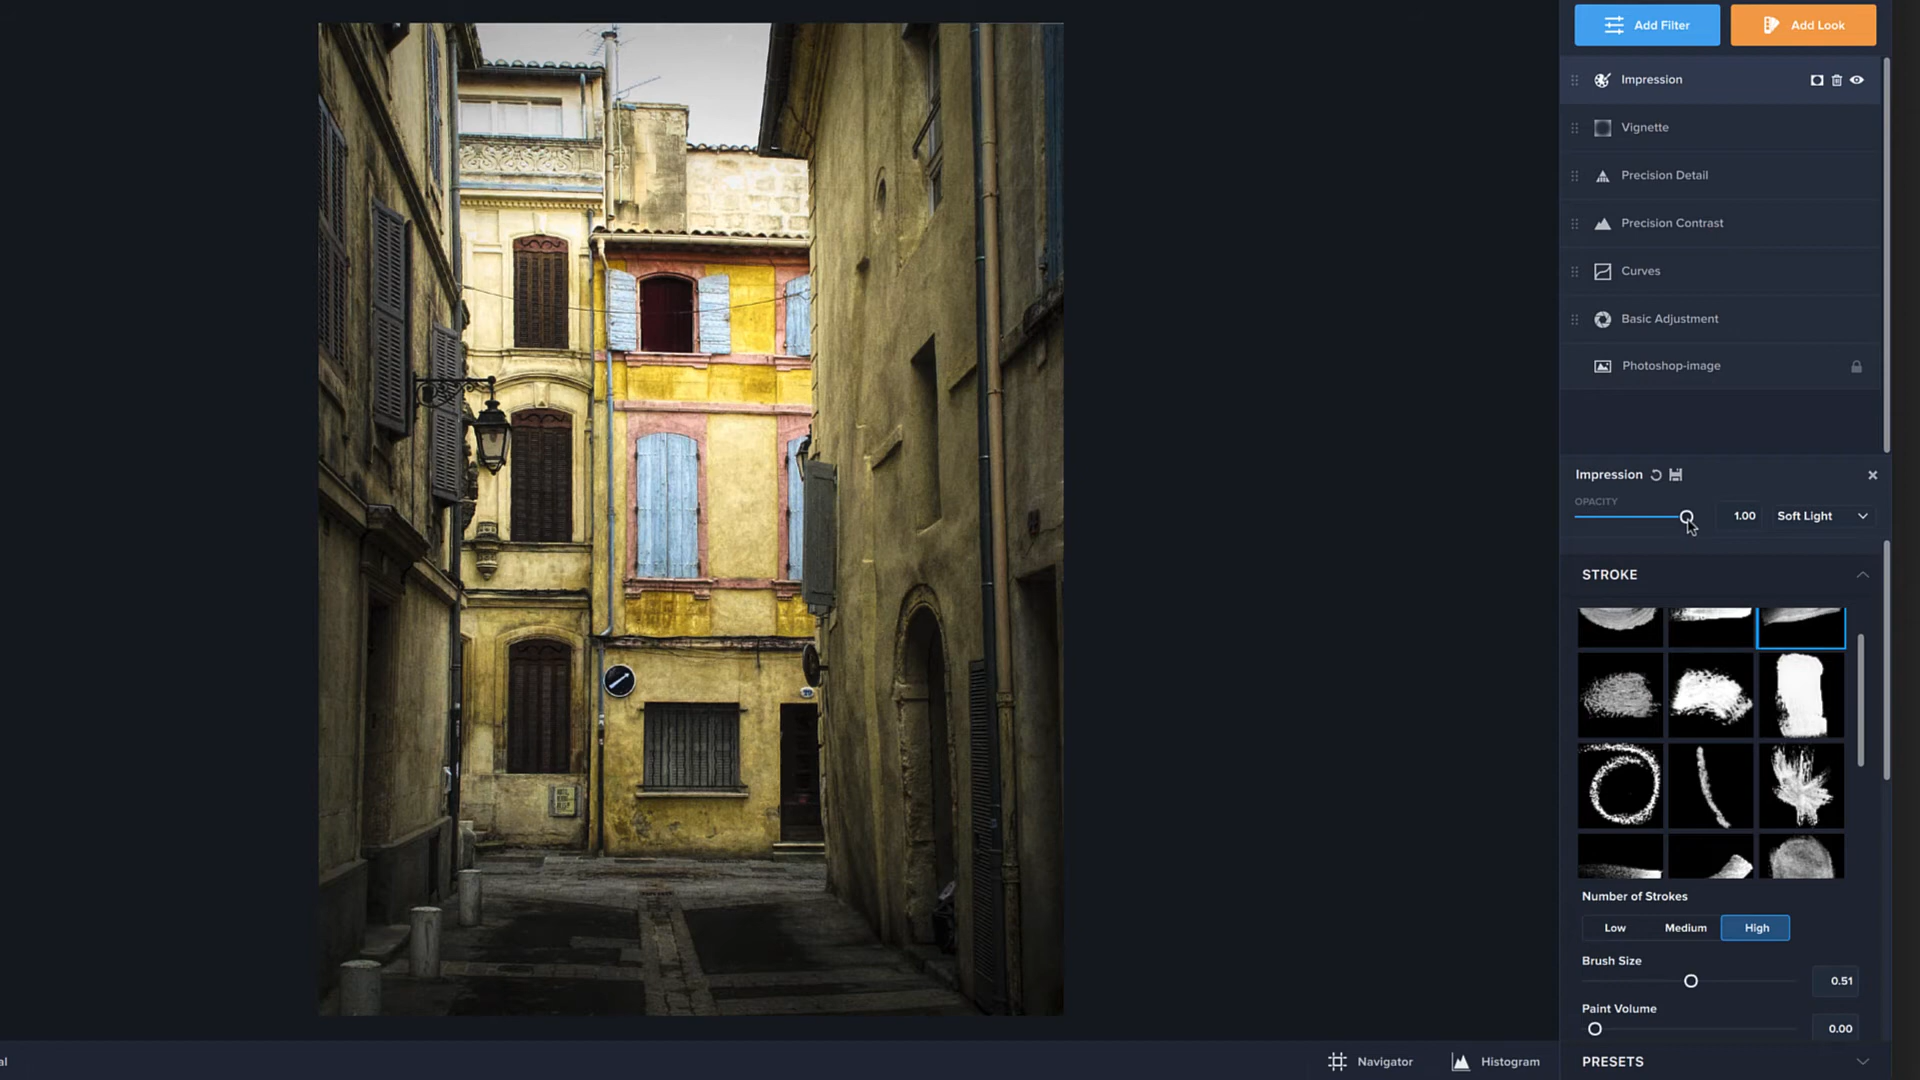 Add Filter
Add Look
Impression
Vignette
Precision Detail
Precision Contrast
Curves
Basic Adjustment
Photoshop-image
Impression
OPACITY
1.00
Soft Light
STROKE
Number of Strokes
Low
Medium
High
Brush Size
0.51
Paint Volume
0.00
al
Navigator
Histogram
PRESETS